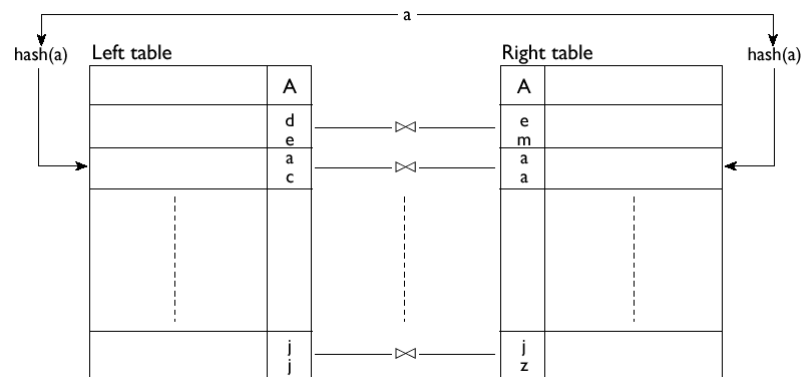 a
hash(a) Left table Right table hash(a)
A A
d e
e m
a a
c a
j j
j z